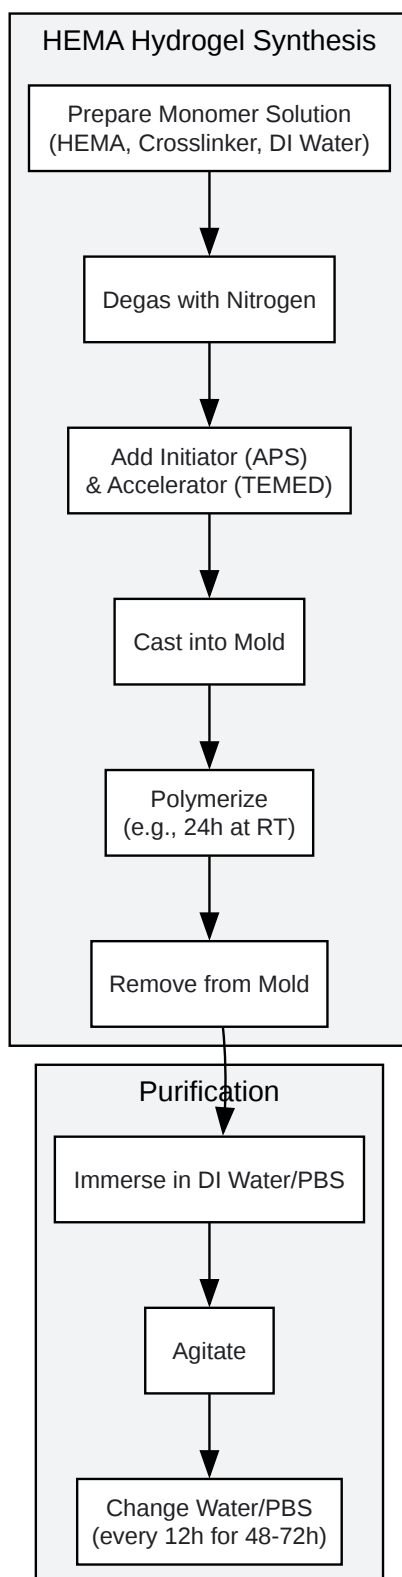 HEMA Hydrogel Synthesis
Prepare Monomer Solution
(HEMA, Crosslinker, DI Water)
Degas with Nitrogen
Add Initiator (APS)
& Accelerator (TEMED)
Cast into Mold
Polymerize
(e.g., 24h at RT)
Remove from Mold
Purification
Immerse in DI Water/PBS
Agitate
Change Water/PBS
(every 12h for 48-72h)